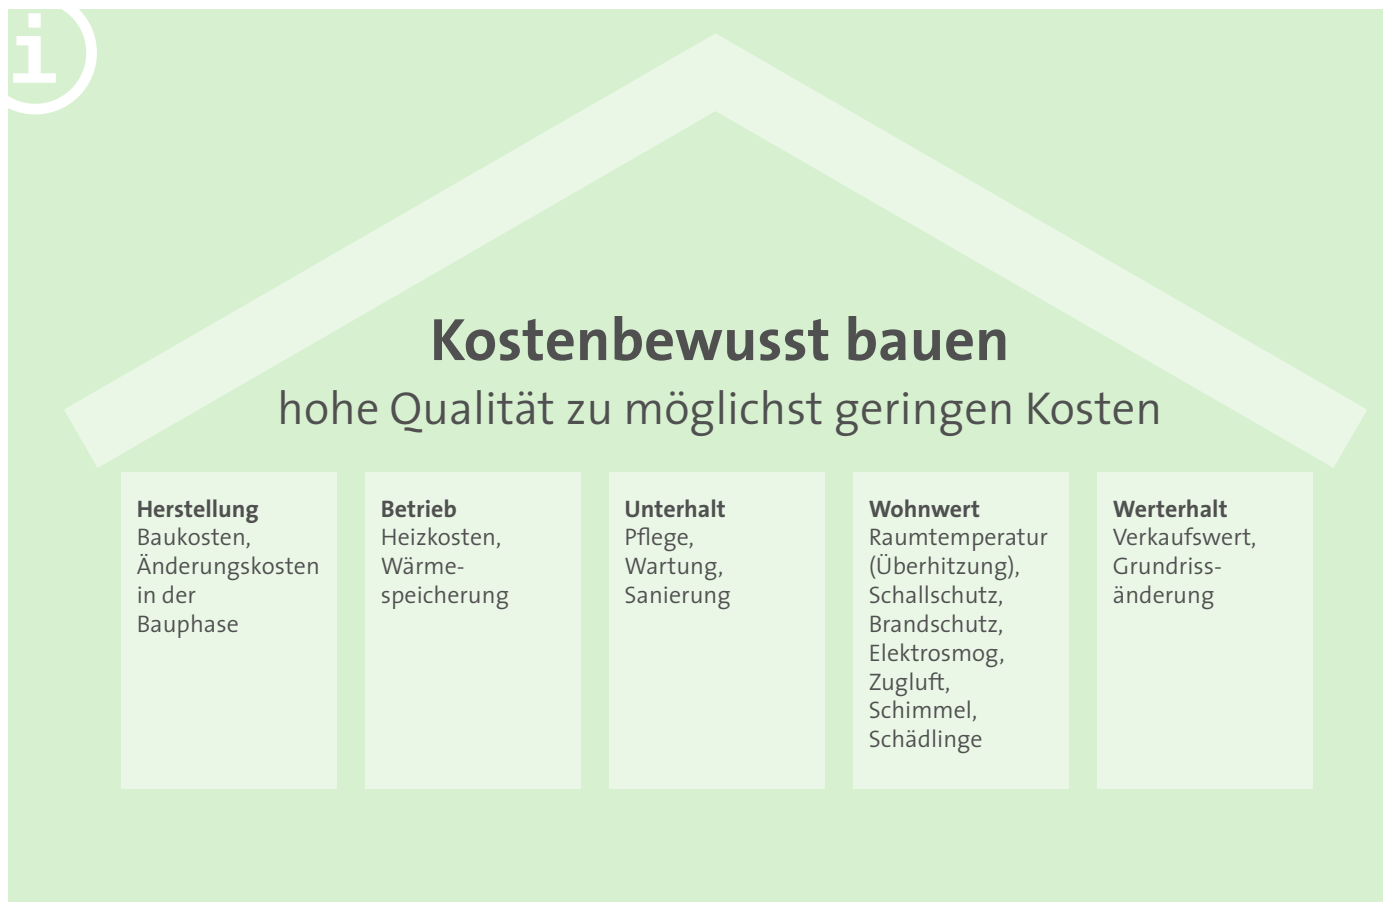 i
Kostenbewusst bauen
hohe Qualität zu möglichst geringen Kosten
Herstellung
Baukosten,
Änderungskosten
in der
Bauphase
Betrieb
Heizkosten,
Wärme-
speicherung
Unterhalt
Pflege,
Wartung,
Sanierung
Wohnwert
Raumtemperatur
(Überhitzung),
Schallschutz,
Brandschutz,
Elektrosmog,
Zugluft,
Schimmel,
Schädlinge
Werterhalt
Verkaufswert,
Grundriss-
änderung